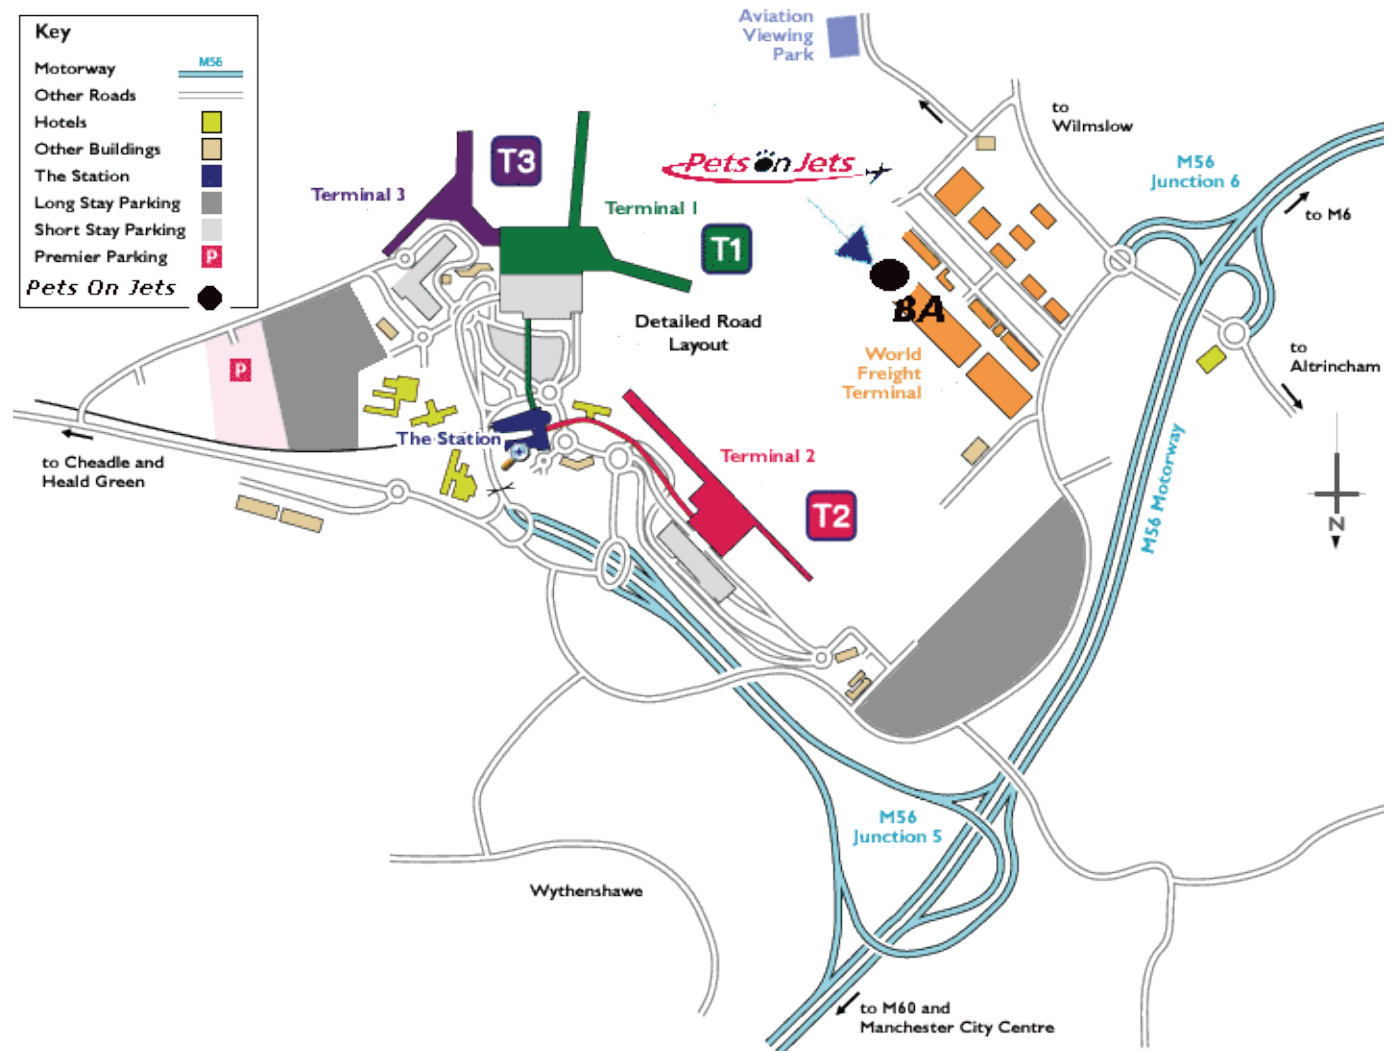 Key
Motorway
M56
Other Roads
Hotels
Other Buildings
The Station
Long Stay Parking
Short Stay Parking
Premier Parking
P
Pets On Jets
Aviation
Viewing
Park
to
Wilmslow
M56
Junction 6
to M6
T3
Terminal 3
Pets On Jets
Terminal 1
T1
Detailed Road
Layout
BA
World
Freight
Terminal
to
Altrincham
P
The Station
to Cheadle and
Heald Green
Terminal 2
T2
M56 Motorway
N
M56
Junction 5
Wythenshawe
to M60 and
Manchester City Centre